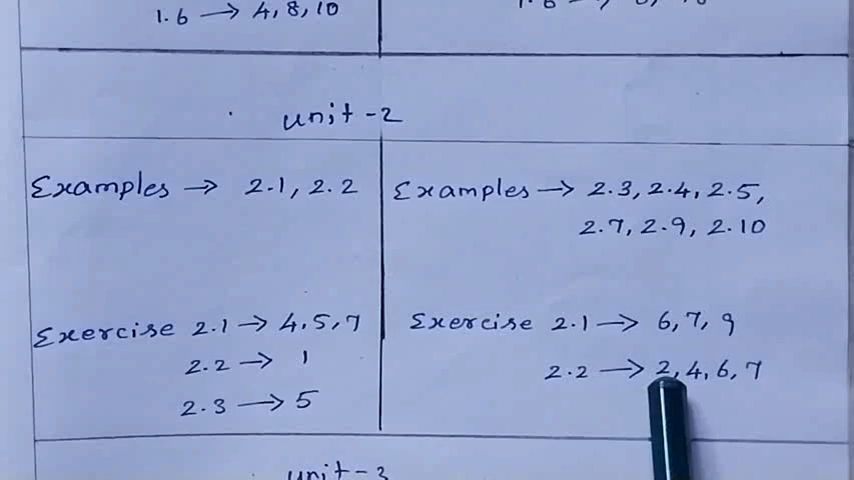 1.6 → 4, 8, 10
unit-2
Examples → 2.1, 2.2
Examples → 2.3, 2.4, 2.5,
2.7, 2.9, 2.10
Exercise 2.1 → 4, 5, 7
2.2 → 1
2.3 → 5
Exercise 2.1 → 6, 7, 9
2.2 → 2, 4, 6, 7
unit-3